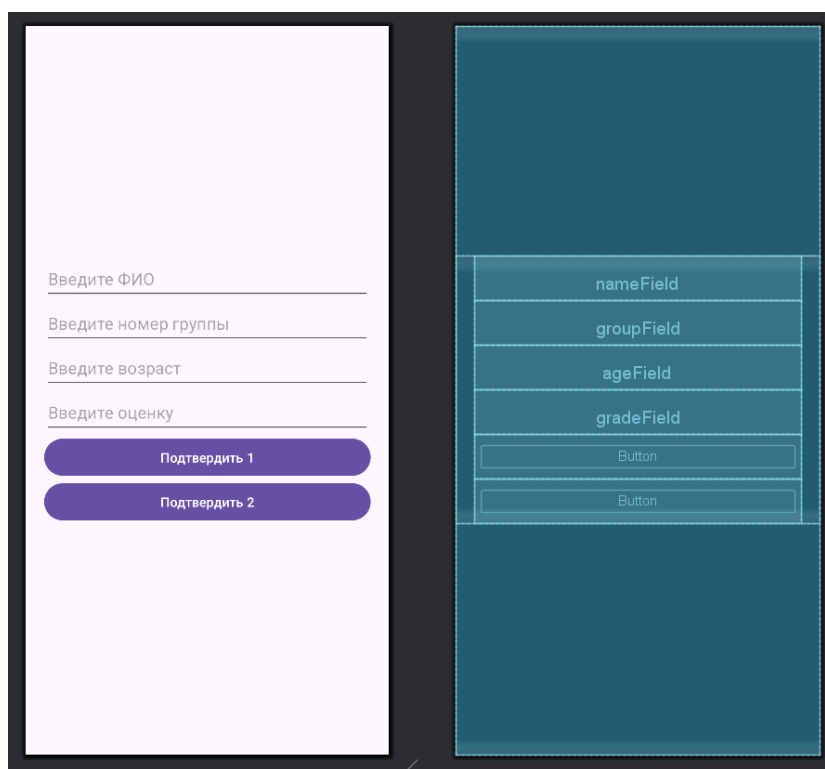 Введите ФИО
Введите номер группы
Введите возраст
Введите оценку
Подтвердить 1
Подтвердить 2
nameField
groupField
ageField
gradeField
Button
Button